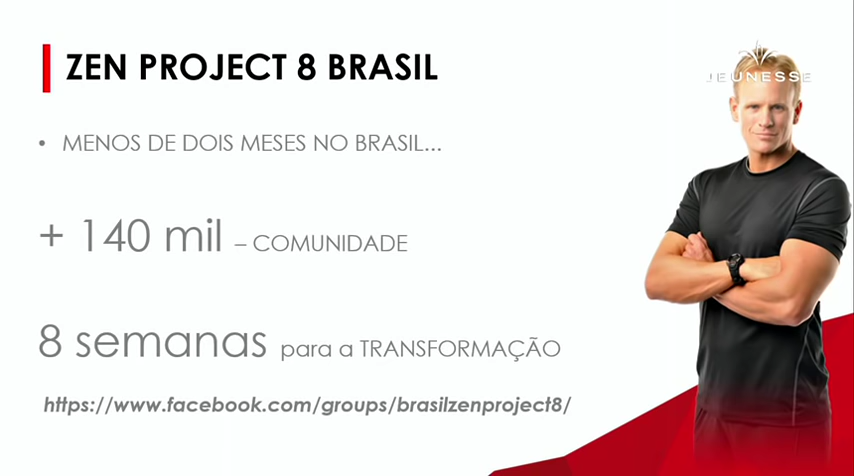 ZEN PROJECT 8 BRASIL
JEUNESSE
• MENOS DE DOIS MESES NO BRASIL...
+ 140 mil – COMUNIDADE
8 semanas para a TRANSFORMAÇÃO
https://www.facebook.com/groups/brasilzenproject8/